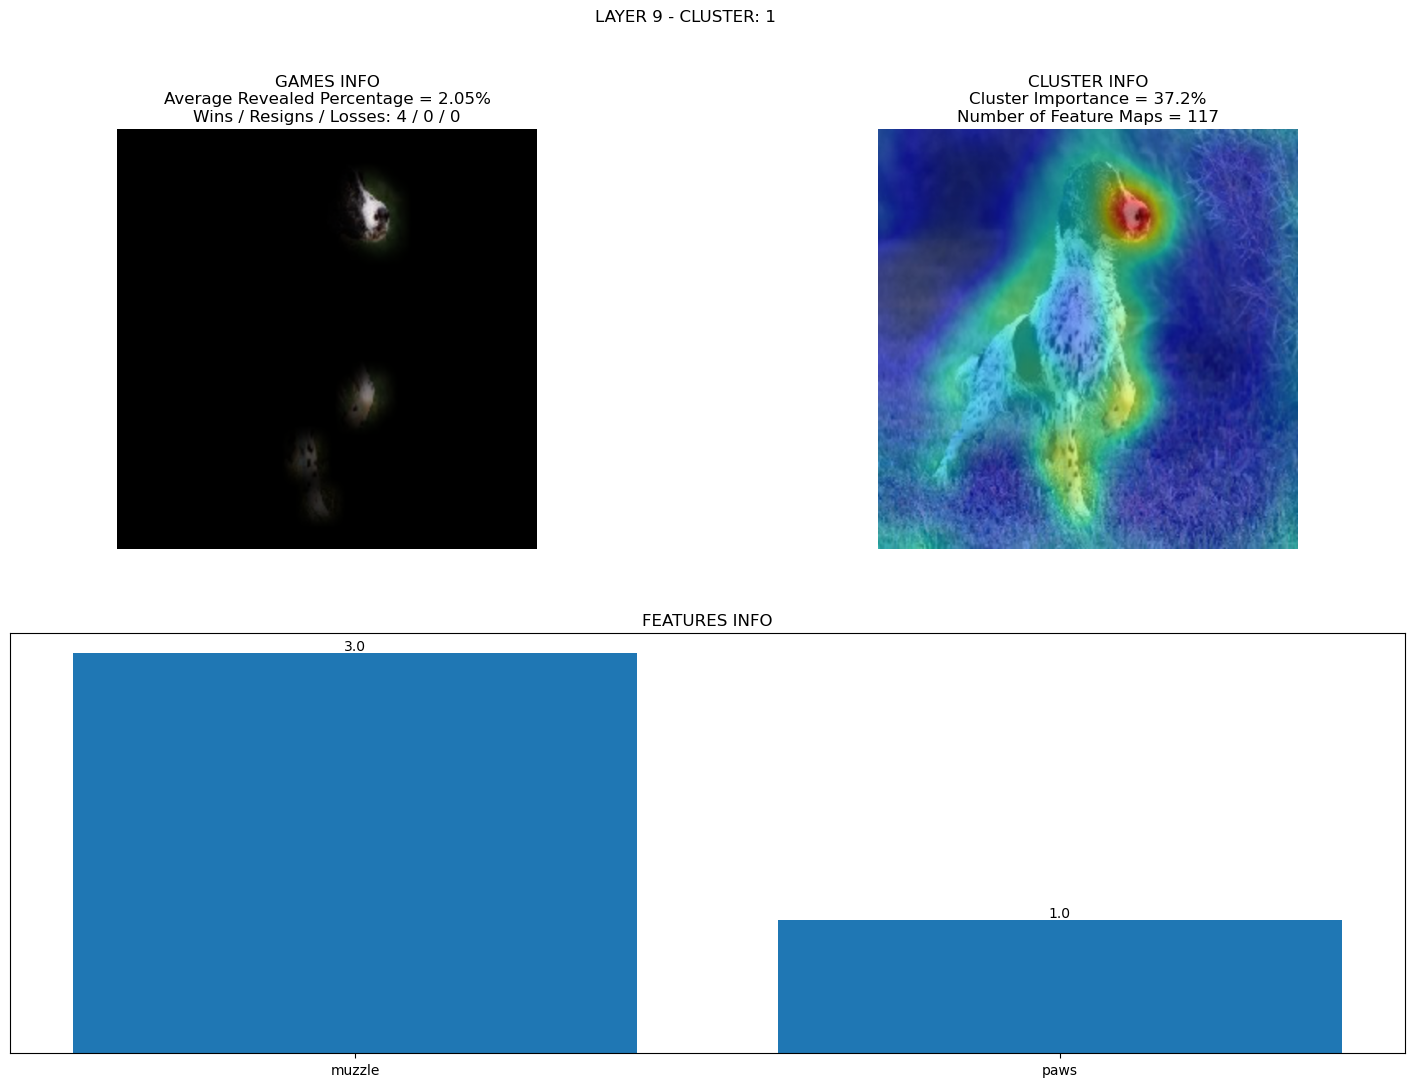 LAYER 9 - CLUSTER: 1
GAMES INFO
Average Revealed Percentage = 2.05%
Wins / Resigns / Losses: 4 / 0 / 0
CLUSTER INFO
Cluster Importance = 37.2%
Number of Feature Maps = 117
FEATURES INFO
3.0
1.0
muzzle
paws